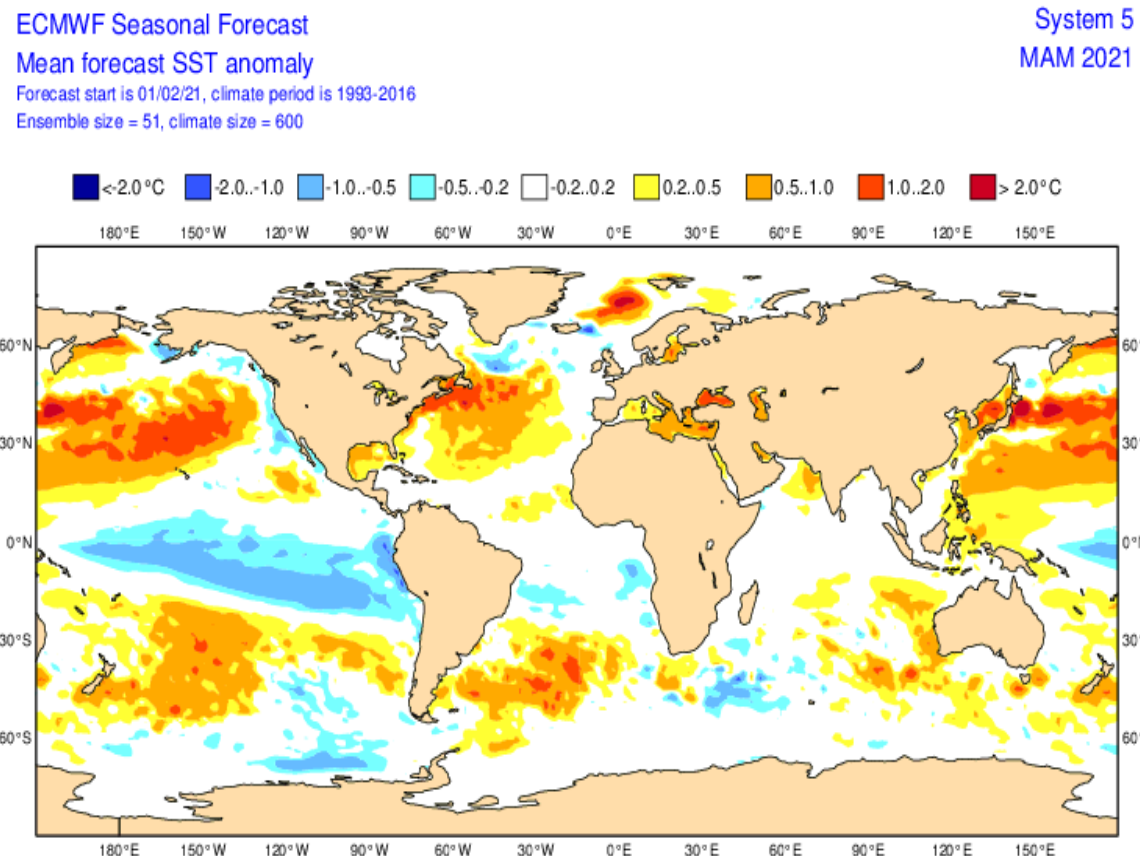 ECMWF Seasonal Forecast
System 5
Mean forecast SST anomaly
MAM 2021
Forecast start is 01/02/21, climate period is 1993-2016
Ensemble size = 51, climate size = 600
<-2.0°C -2.0..-1.0 -1.0..-0.5 -0.5..-0.2 -0.2..0.2 0.2..0.5 0.5..1.0 1.0..2.0 > 2.0°C
180°E 150°W 120°W 90°W 60°W 30°W 0°E 30°E 60°E 90°E 120°E 150°E
60°N 60°
30°N 30°
0°N 0°
30°S 30°
60°S 60°
180°E 150°W 120°W 90°W 60°W 30°W 0°E 30°E 60°E 90°E 120°E 150°E